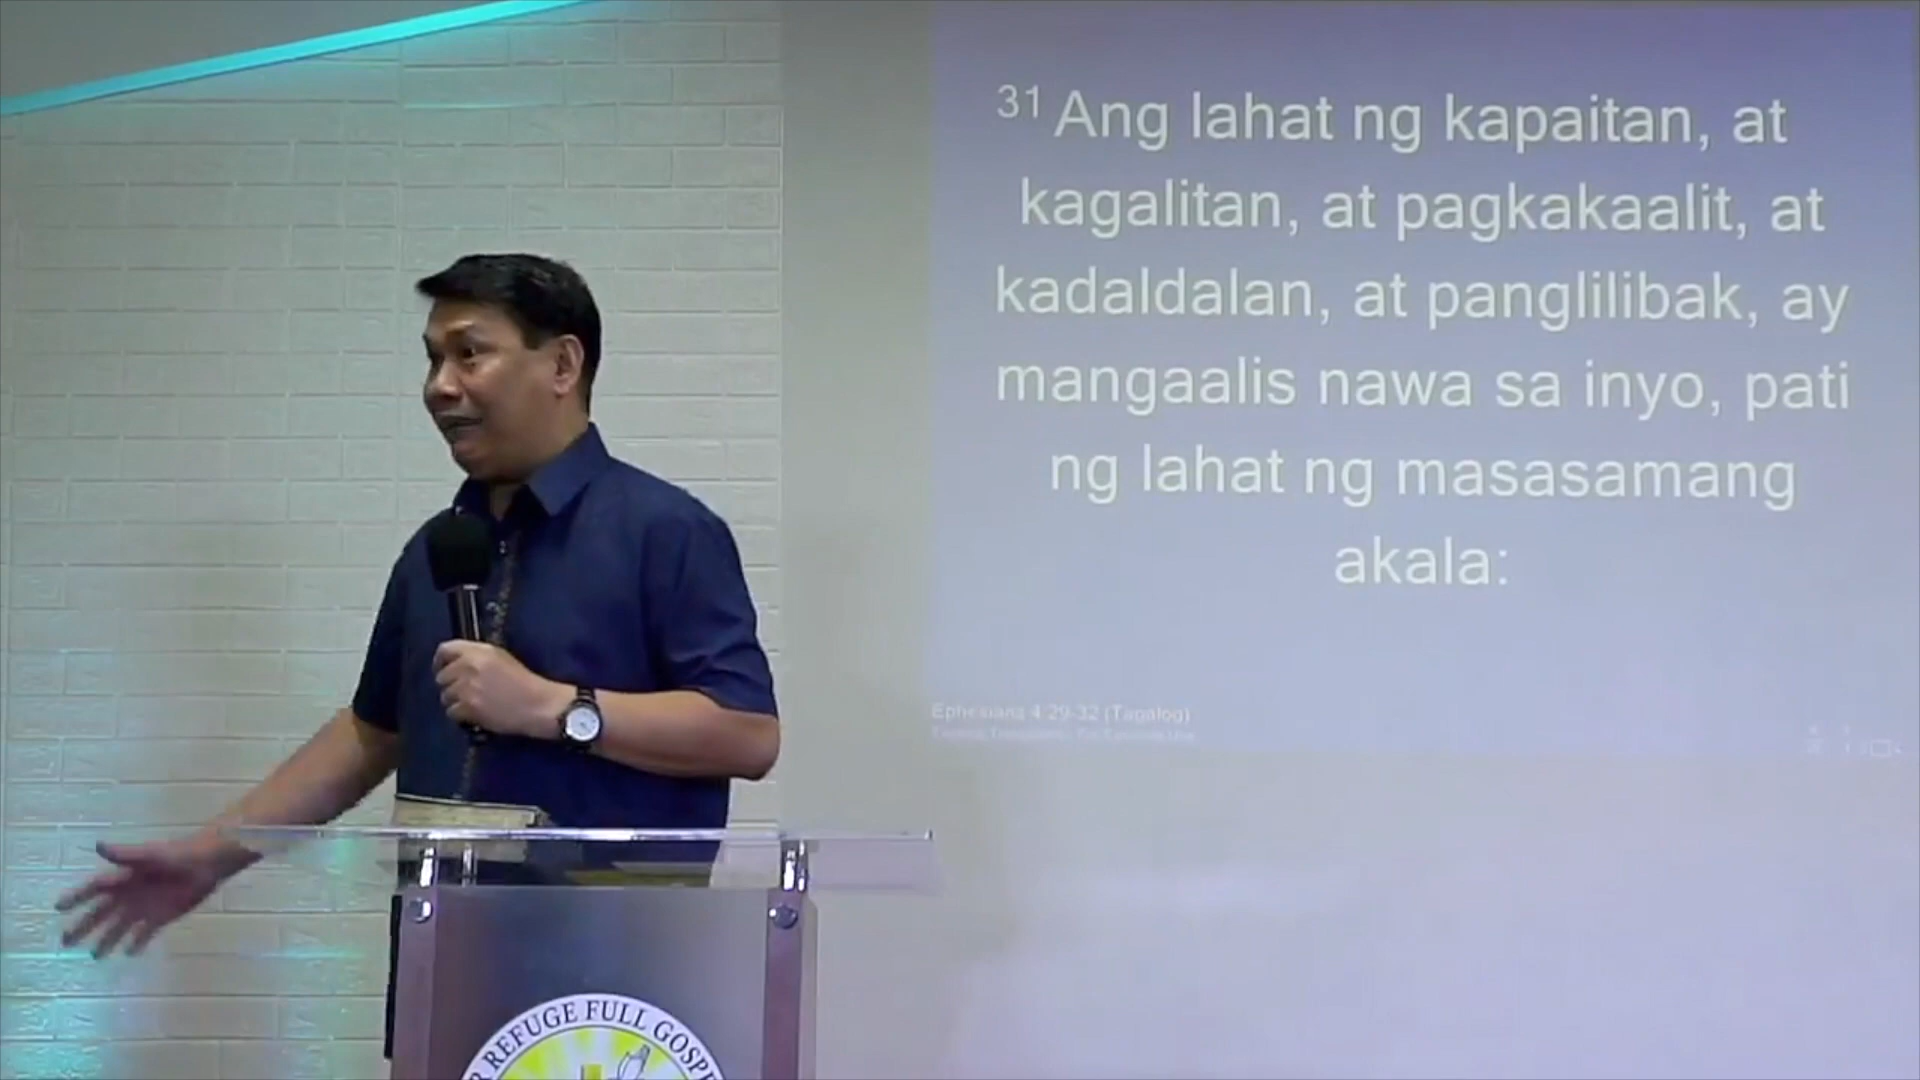 31 Ang lahat ng kapaitan, at
kagalitan, at pagkakaalit, at
kadaldalan, at panglilibak, ay
mangaalis nawa sa inyo, pati
ng lahat ng masasamang
akala:
Ephesians 4:29-32 (Tagalog)
REFUGE FULL GOSPE